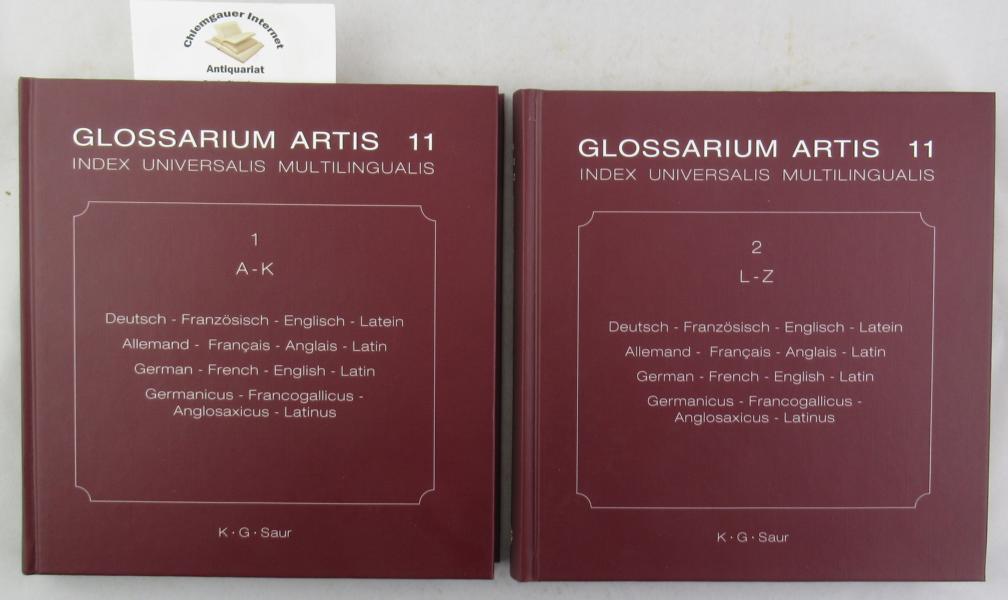 Chiemgauer Internet
Antiquariat
GLOSSARIUM ARTIS 11
INDEX UNIVERSALIS MULTILINGUALIS
1
A - K
Deutsch - Französisch - Englisch - Latein
Allemand - Français - Anglais - Latin
German - French - English - Latin
Germanicus - Francogallicus -
Anglosaxicus - Latinus
K · G · Saur
GLOSSARIUM ARTIS 11
INDEX UNIVERSALIS MULTILINGUALIS
2
L - Z
Deutsch - Französisch - Englisch - Latein
Allemand - Français - Anglais - Latin
German - French - English - Latin
Germanicus - Francogallicus -
Anglosaxicus - Latinus
K · G · Saur